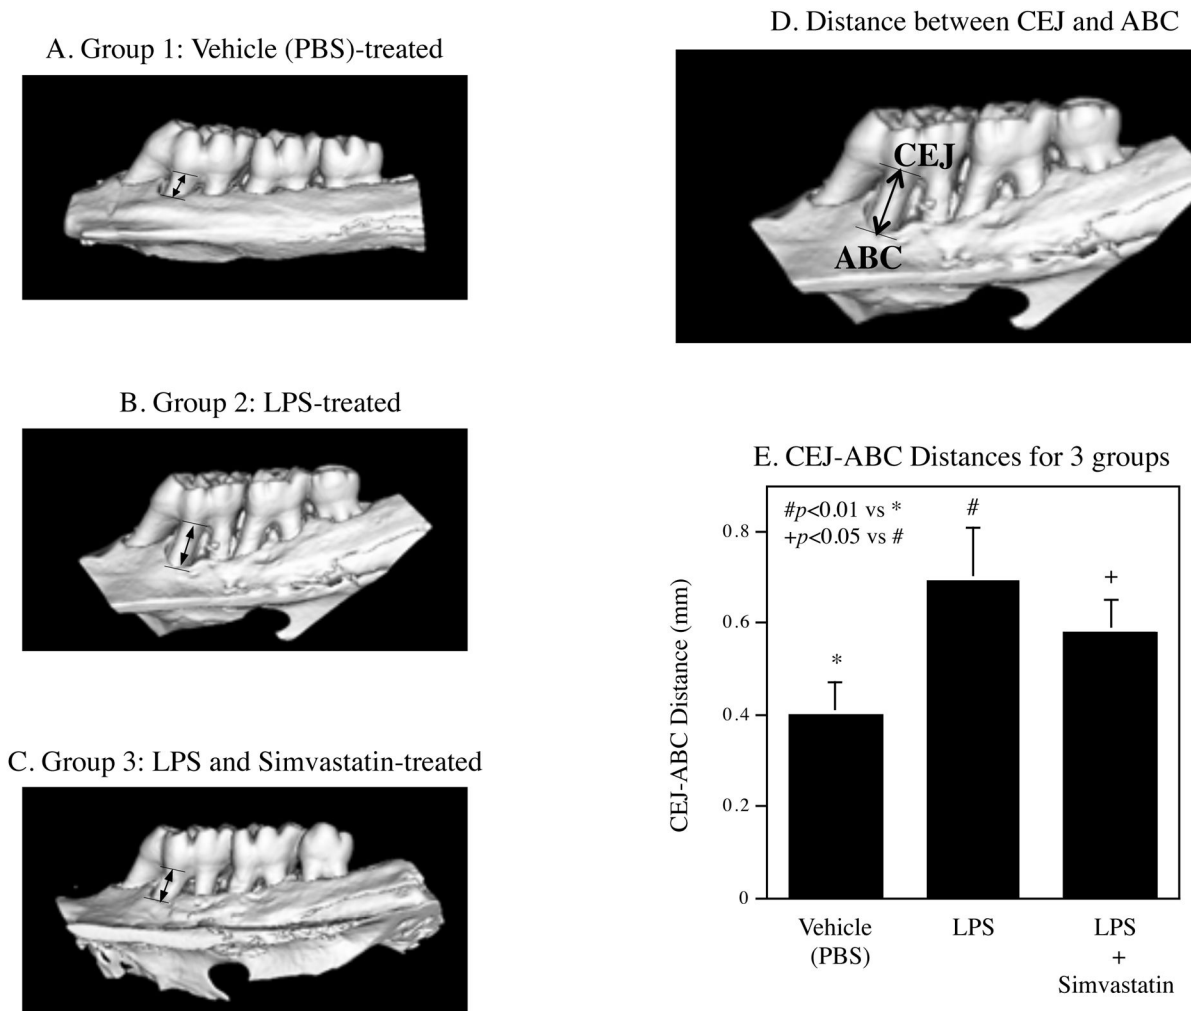 A. Group 1: Vehicle (PBS)-treated
B. Group 2: LPS-treated
C. Group 3: LPS and Simvastatin-treated
D. Distance between CEJ and ABC
CEJ
ABC
E. CEJ-ABC Distances for 3 groups
#p<0.01 vs *
+p<0.05 vs #
CEJ-ABC Distance (mm)
0.8
0.6
0.4
0.2
0
*
#
+
Vehicle
(PBS)
LPS
LPS
+
Simvastatin